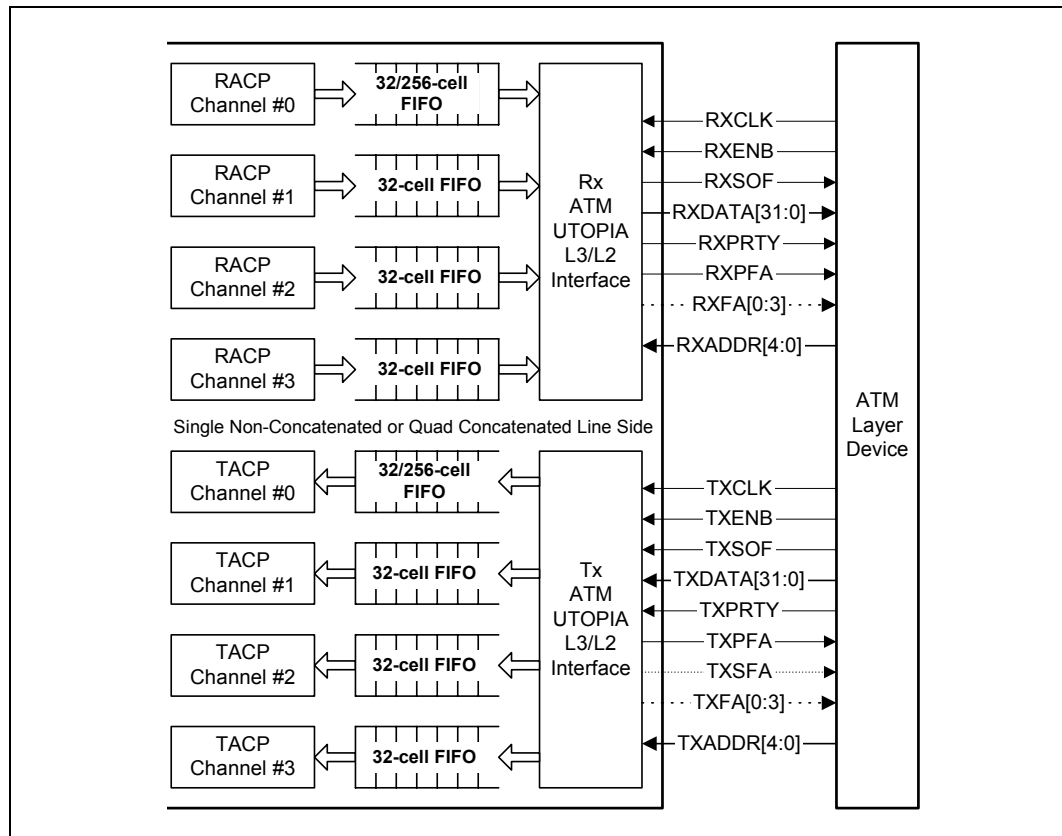 RACP
Channel #0
32/256-cell
FIFO
RACP
Channel #1
32-cell FIFO
RACP
Channel #2
32-cell FIFO
RACP
Channel #3
32-cell FIFO
Rx
ATM
UTOPIA
L3/L2
Interface
RXCLK
RXENB
RXSOF
RXDATA[31:0]
RXPRTY
RXPFA
RXFA[0:3]
RXADDR[4:0]
Single Non-Concatenated or Quad Concatenated Line Side
ATM
Layer
Device
TACP
Channel #0
32/256-cell
FIFO
TACP
Channel #1
32-cell FIFO
TACP
Channel #2
32-cell FIFO
TACP
Channel #3
32-cell FIFO
Tx
ATM
UTOPIA
L3/L2
Interface
TXCLK
TXENB
TXSOF
TXDATA[31:0]
TXPRTY
TXPFA
TXSFA
TXFA[0:3]
TXADDR[4:0]